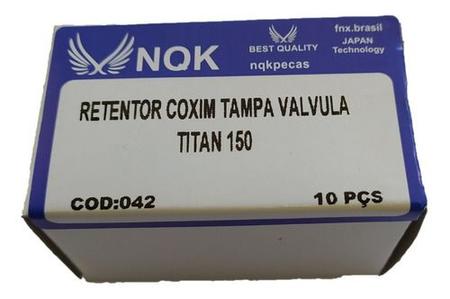 NQK
BEST QUALITY
nqkpecas
fnx.brasil
JAPAN
Technology
RETENTOR COXIM TAMPA VALVULA
TITAN 150
COD:042
10 PÇS